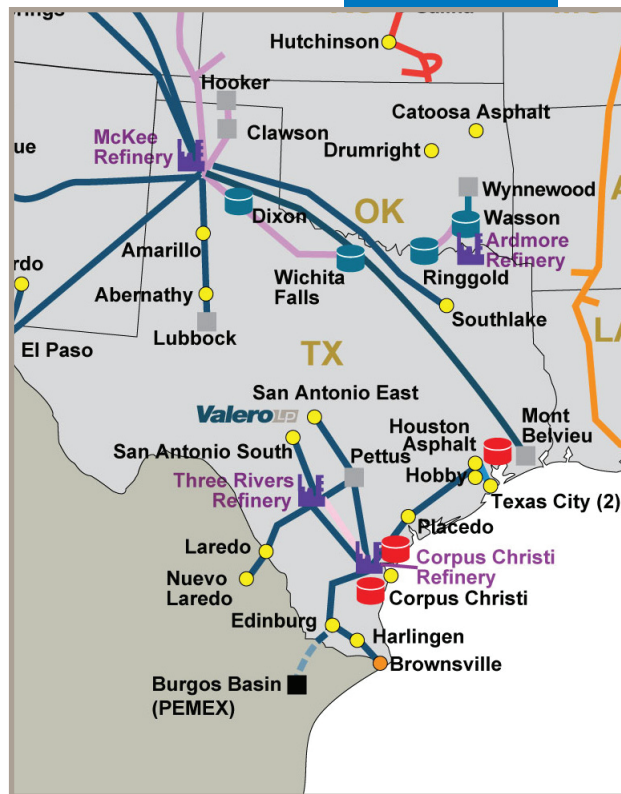 Hutchinson
Hooker
Catoosa Asphalt
McKee
Refinery
Clawson
Drumright
Wynnewood
OK
Dixon
Wasson
Ardmore
Refinery
Amarillo
Wichita
Falls
Ringgold
Abernathy
Southlake
Lubbock
El Paso
TX
San Antonio East
Valero LP
Houston
Asphalt
Mont
Belvieu
San Antonio South
Pettus
Hobby
Three Rivers
Refinery
Texas City (2)
Placedo
Laredo
Corpus Christi
Refinery
Nuevo
Laredo
Corpus Christi
Edinburg
Harlingen
Brownsville
Burgos Basin
(PEMEX)